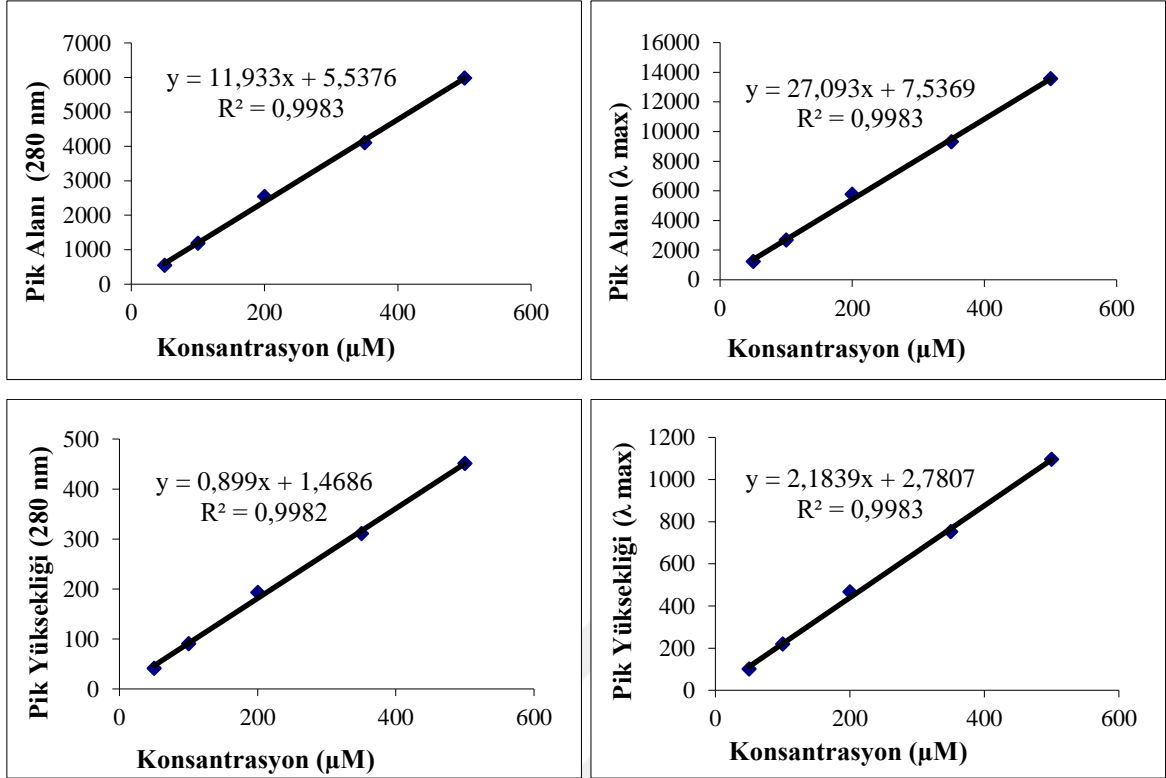 Pik Alanı (280 nm)
7000
6000
5000
4000
3000
2000
1000
0
y = 11,933x + 5,5376
R² = 0,9983
0 200 400 600
Konsantrasyon (µM)
Pik Alanı (λ max)
16000
14000
12000
10000
8000
6000
4000
2000
0
y = 27,093x + 7,5369
R² = 0,9983
0 200 400 600
Konsantrasyon (µM)
Pik Yüksekliği (280 nm)
500
400
300
200
100
0
y = 0,899x + 1,4686
R² = 0,9982
0 200 400 600
Konsantrasyon (µM)
Pik Yüksekliği (λ max)
1200
1000
800
600
400
200
0
y = 2,1839x + 2,7807
R² = 0,9983
0 200 400 600
Konsantrasyon (µM)